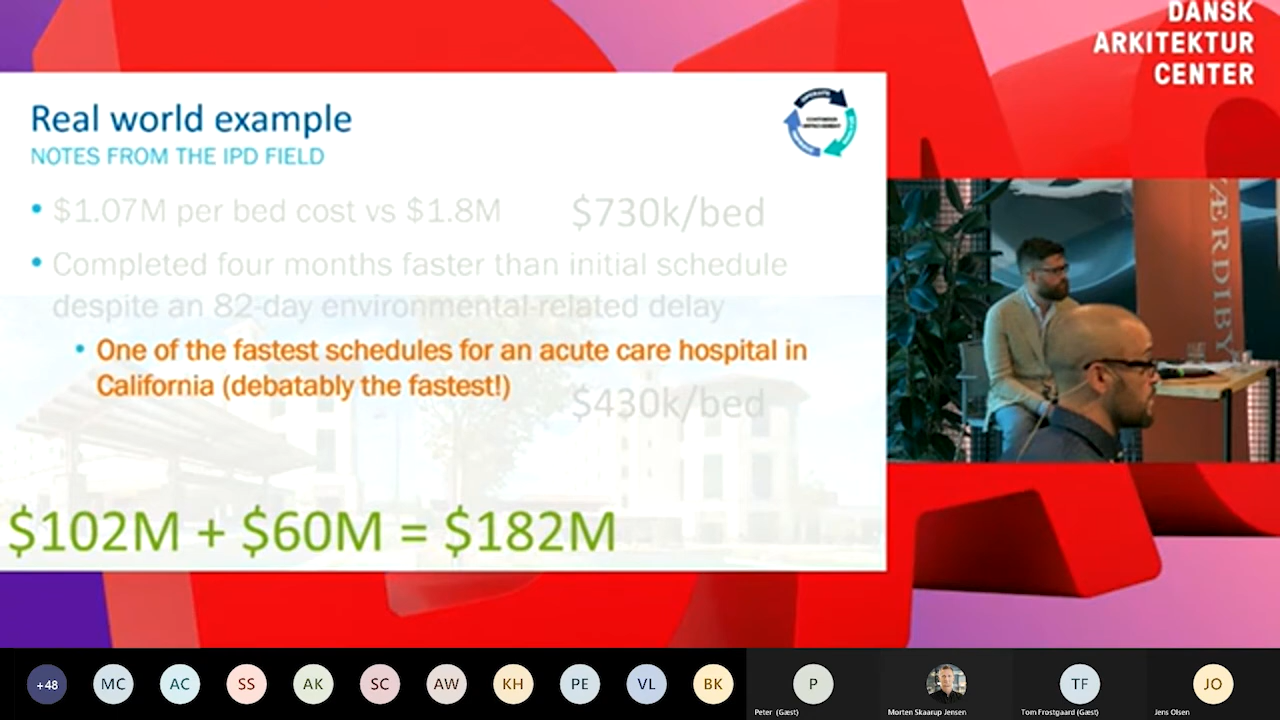 DANSK
ARKITEKTUR
CENTER
Real world example
NOTES FROM THE IPD FIELD
OPERATE
• $1.07M per bed cost vs $1.8M
$730k/bed
• Completed four months faster than initial schedule
despite an 82-day environmental-related delay
• One of the fastest schedules for an acute care hospital in
California (debatably the fastest!)
$430k/bed
$102M + $60M = $182M
ÆRDIBY
+48
MC
AC
SS
AK
SC
AW
KH
PE
VL
BK
P
TF
JO
Peter (Gæst)
Morten Skaarup Jensen
Tom Frostgaard (Gæst)
Jens Olsen